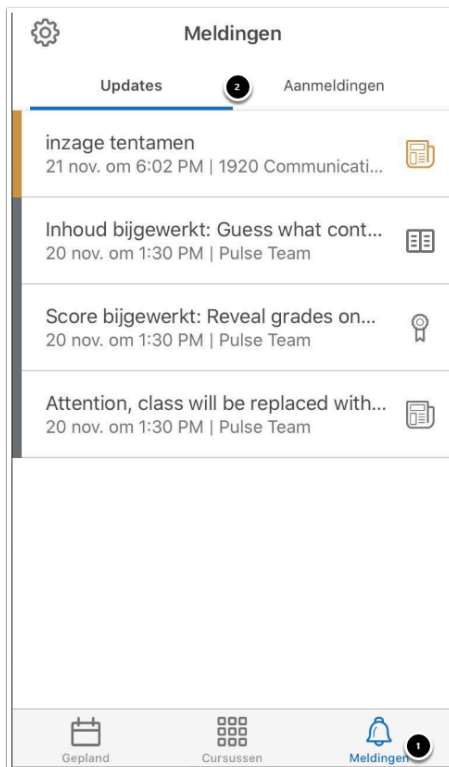 Meldingen
Updates 2 Aanmeldingen
inzage tentamen
21 nov. om 6:02 PM | 1920 Communicati...
Inhoud bijgewerkt: Guess what cont...
20 nov. om 1:30 PM | Pulse Team
Score bijgewerkt: Reveal grades on...
20 nov. om 1:30 PM | Pulse Team
Attention, class will be replaced with...
20 nov. om 1:30 PM | Pulse Team
Gepland Cursussen Meldingen 1